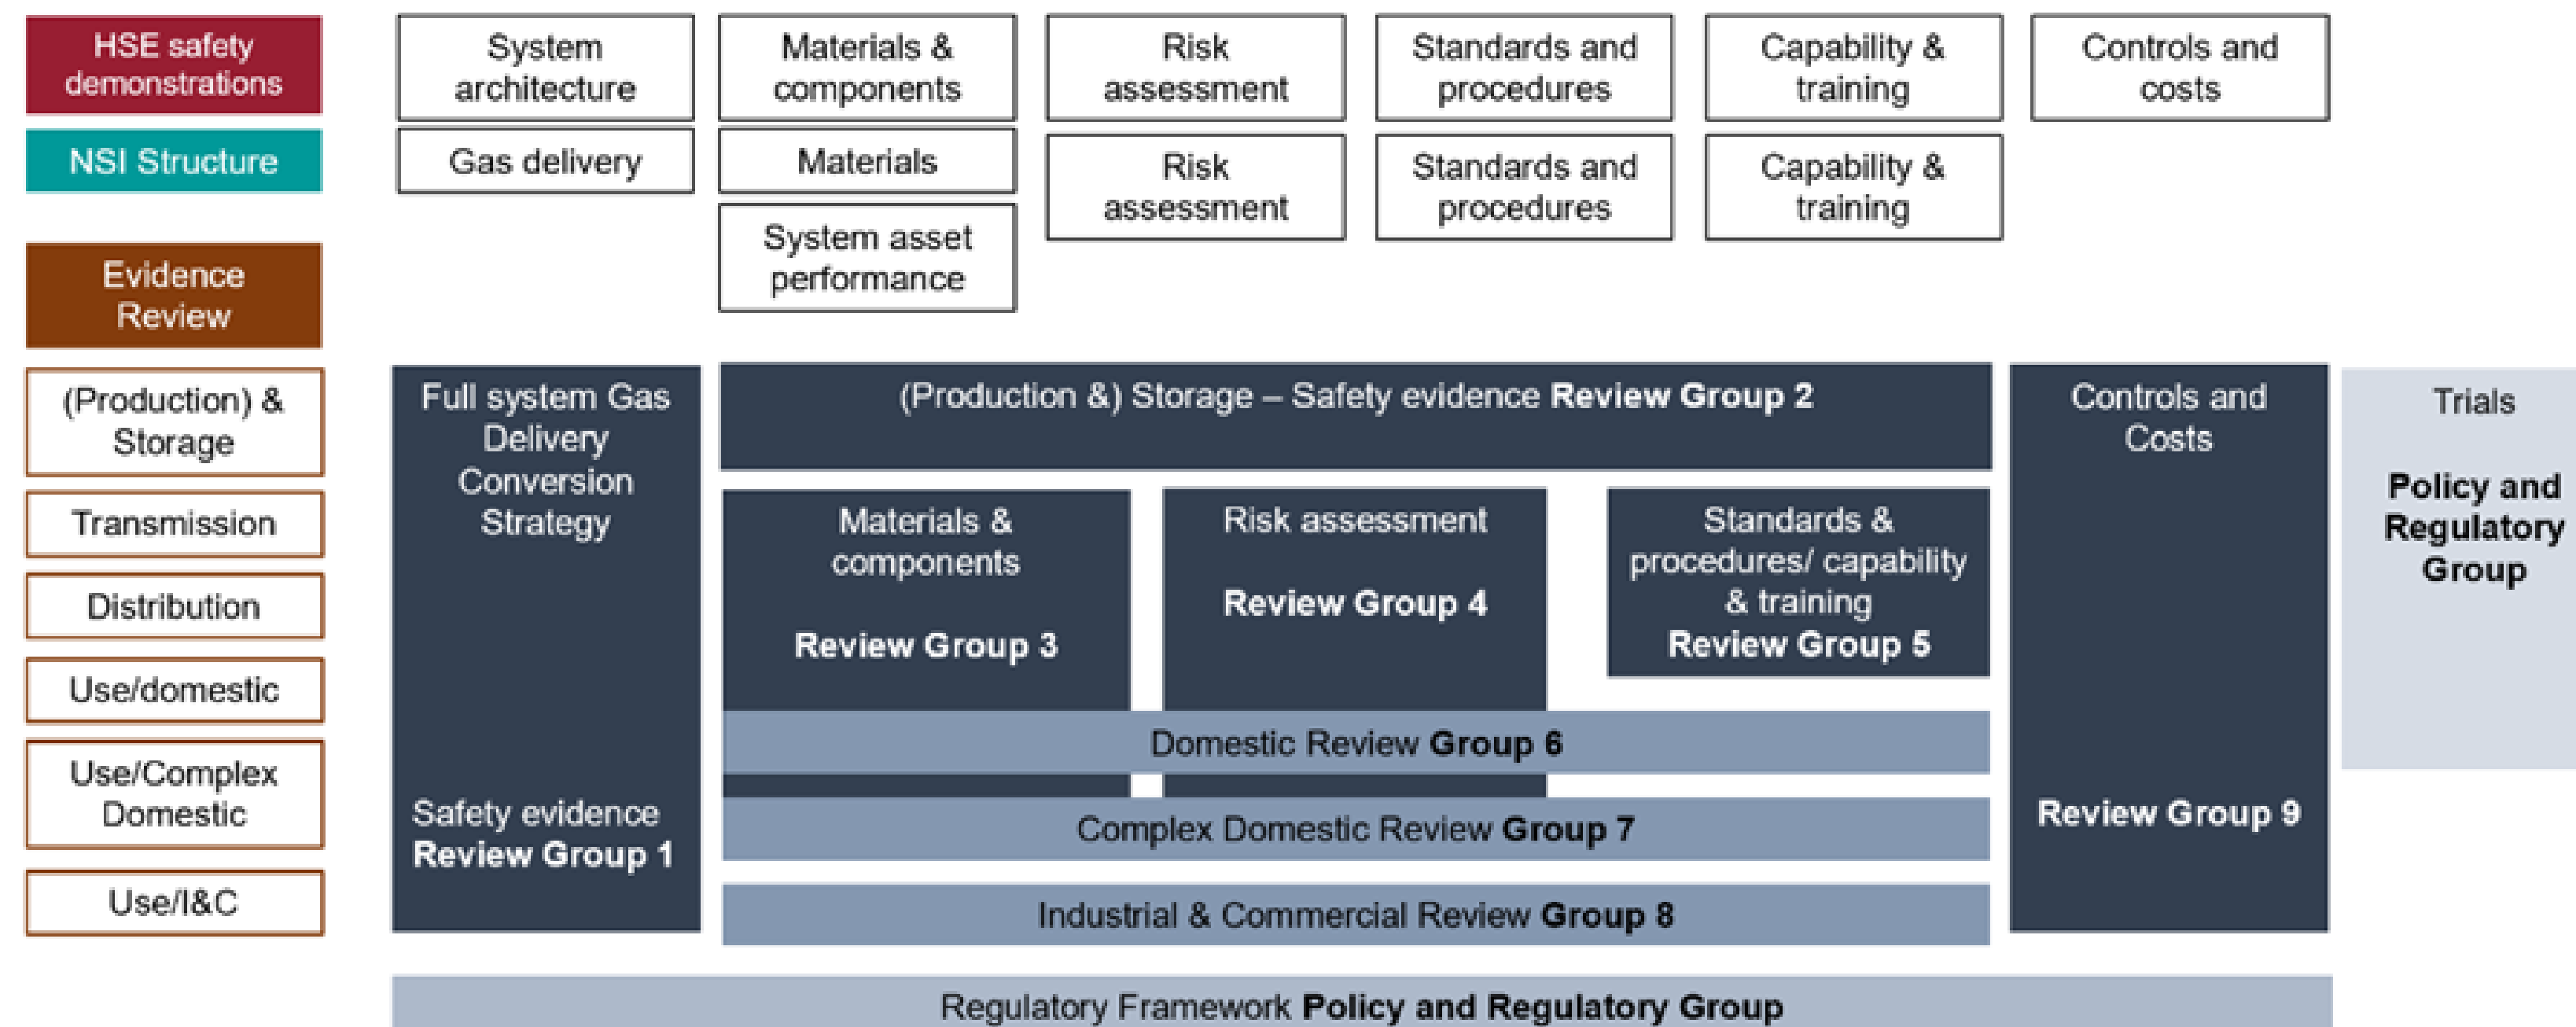 HSE safety
demonstrations
System
architecture
Materials &
components
Risk
assessment
Standards and
procedures
Capability &
training
Controls and
costs
NSI Structure
Gas delivery
Materials
Risk
assessment
Standards and
procedures
Capability &
training
System asset
performance
Evidence
Review
(Production) &
Storage
Transmission
Distribution
Use/domestic
Use/Complex
Domestic
Use/I&C
Full system Gas
Delivery
Conversion
Strategy
Safety evidence
Review Group 1
(Production &) Storage – Safety evidence Review Group 2
Materials &
components
Review Group 3
Risk assessment
Review Group 4
Standards &
procedures/ capability
& training
Review Group 5
Domestic Review Group 6
Complex Domestic Review Group 7
Industrial & Commercial Review Group 8
Controls and
Costs
Review Group 9
Trials
Policy and
Regulatory
Group
Regulatory Framework Policy and Regulatory Group